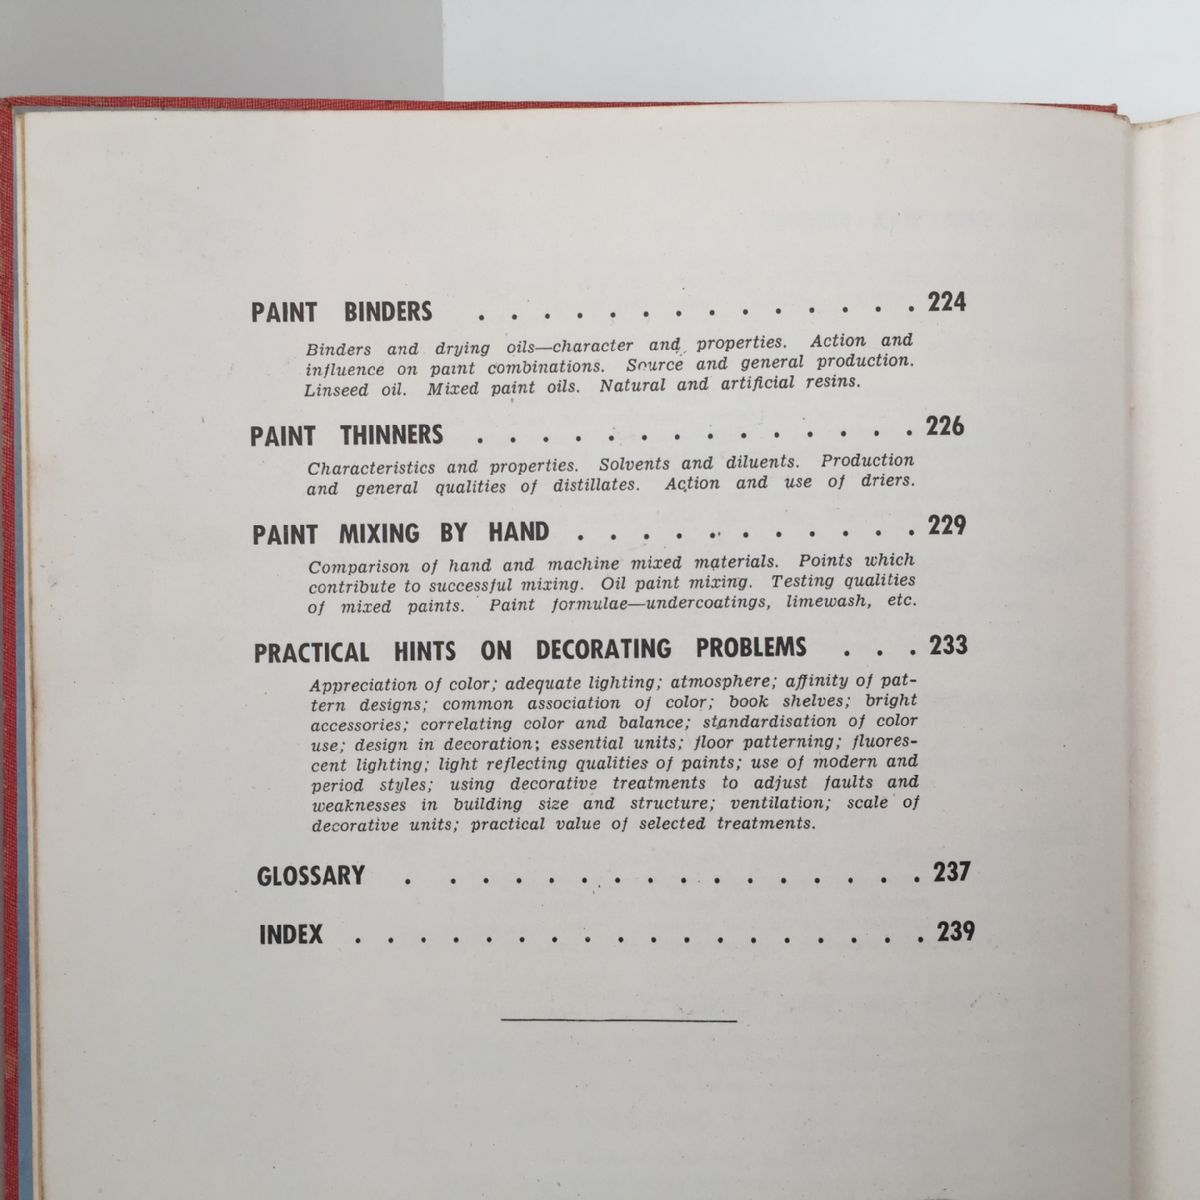 PAINT BINDERS . . . . . . . . . . . . . . 224
Binders and drying oils—character and properties. Action and
influence on paint combinations. Source and general production.
Linseed oil. Mixed paint oils. Natural and artificial resins.
PAINT THINNERS . . . . . . . . . . . . . . 226
Characteristics and properties. Solvents and diluents. Production
and general qualities of distillates. Action and use of driers.
PAINT MIXING BY HAND . . . . . . . . . . . 229
Comparison of hand and machine mixed materials. Points which
contribute to successful mixing. Oil paint mixing. Testing qualities
of mixed paints. Paint formulae—undercoatings, limewash, etc.
PRACTICAL HINTS ON DECORATING PROBLEMS . . . 233
Appreciation of color; adequate lighting; atmosphere; affinity of pat-
tern designs; common association of color; book shelves; bright
accessories; correlating color and balance; standardisation of color
use; design in decoration; essential units; floor patterning; fluores-
cent lighting; light reflecting qualities of paints; use of modern and
period styles; using decorative treatments to adjust faults and
weaknesses in building size and structure; ventilation; scale of
decorative units; practical value of selected treatments.
GLOSSARY . . . . . . . . . . . . . . . . 237
INDEX . . . . . . . . . . . . . . . . . . 239